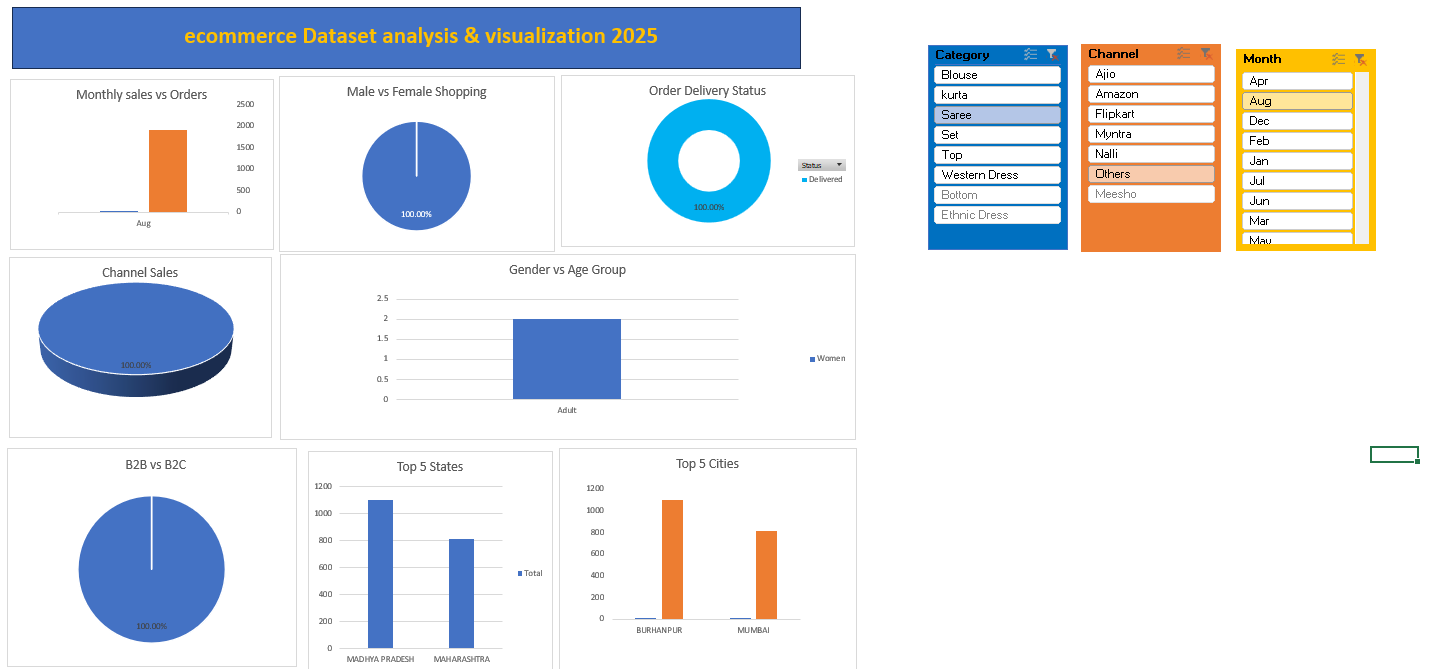 ecommerce Dataset analysis & visualization 2025
Monthly sales vs Orders
2500
2000
1500
1000
500
0
Aug
Male vs Female Shopping
100.00%
Order Delivery Status
100.00%
Status
Delivered
Category
Blouse
kurta
Saree
Set
Top
Western Dress
Bottom
Ethnic Dress
Channel
Ajio
Amazon
Flipkart
Myntra
Nalli
Others
Meesho
Month
Apr
Aug
Dec
Feb
Jan
Jul
Jun
Mar
May
Channel Sales
100.00%
Gender vs Age Group
2.5
2
1.5
1
0.5
0
Adult
Women
B2B vs B2C
100.00%
Top 5 States
1200
1000
800
600
400
200
0
MADHYA PRADESH
MAHARASHTRA
Total
Top 5 Cities
1200
1000
800
600
400
200
0
BURHANPUR
MUMBAI